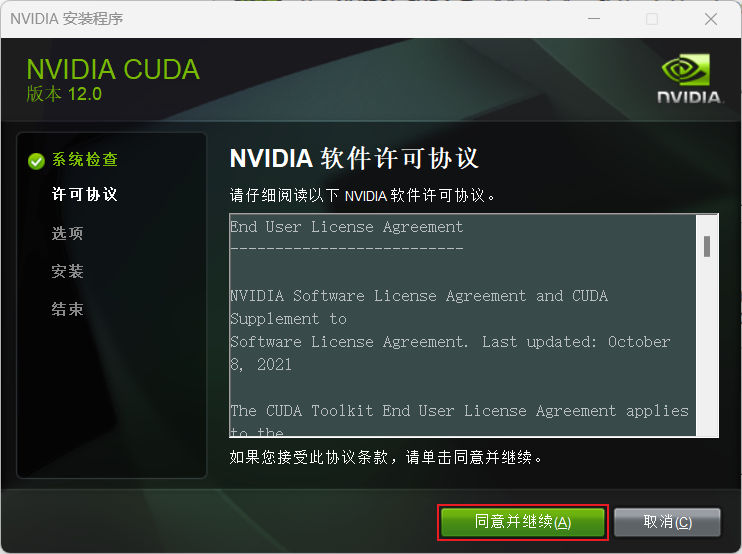 NVIDIA 安装程序
NVIDIA CUDA
版本 12.0
NVIDIA.
系统检查
许可协议
选项
安装
结束
NVIDIA 软件许可协议
请仔细阅读以下 NVIDIA 软件许可协议。
End User License Agreement
--------------------------
NVIDIA Software License Agreement and CUDA
Supplement to
Software License Agreement. Last updated: October
8, 2021
The CUDA Toolkit End User License Agreement applies
to the
如果您接受此协议条款，请单击同意并继续。
同意并继续(A)
取消(C)